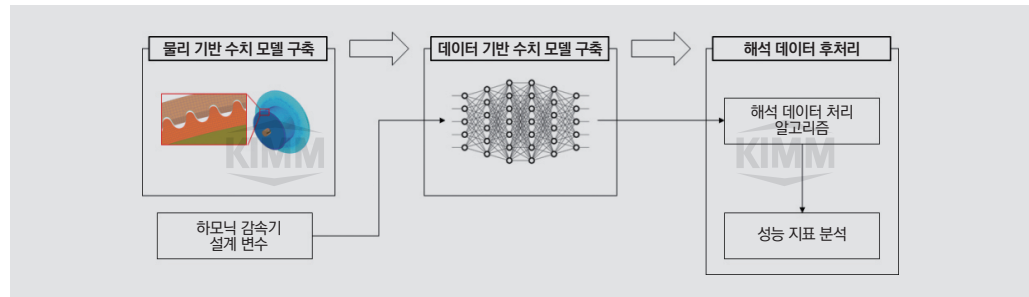 물리 기반 수치 모델 구축
데이터 기반 수치 모델 구축
해석 데이터 후처리
해석 데이터 처리
알고리즘
KIMM
KIMM
하모닉 감속기
설계 변수
성능 지표 분석